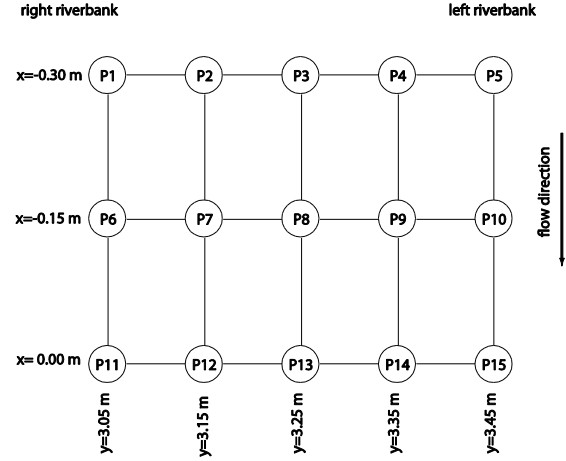 right riverbank
left riverbank
x=-0.30 m
P1
P2
P3
P4
P5
flow direction
x=-0.15 m
P6
P7
P8
P9
P10
x= 0.00 m
P11
P12
P13
P14
P15
y=3.05 m
y=3.15 m
y=3.25 m
y=3.35 m
y=3.45 m